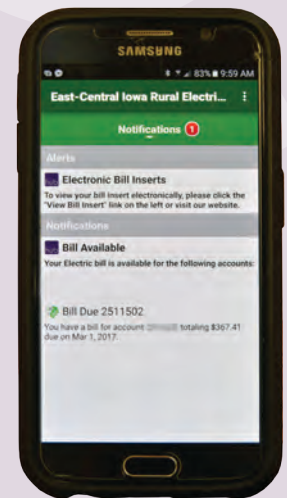 SAMSUNG
83% 9:59 AM
East-Central Iowa Rural Electri...
Notifications 1
Alerts
Electronic Bill Inserts
To view your bill insert electronically, please click the
"View Bill Insert" link on the left or visit our website.
Notifications
Bill Available
Your Electric bill is available for the following accounts:
Bill Due 2511502
You have a bill for account totaling $367.41
due on Mar 1, 2017.